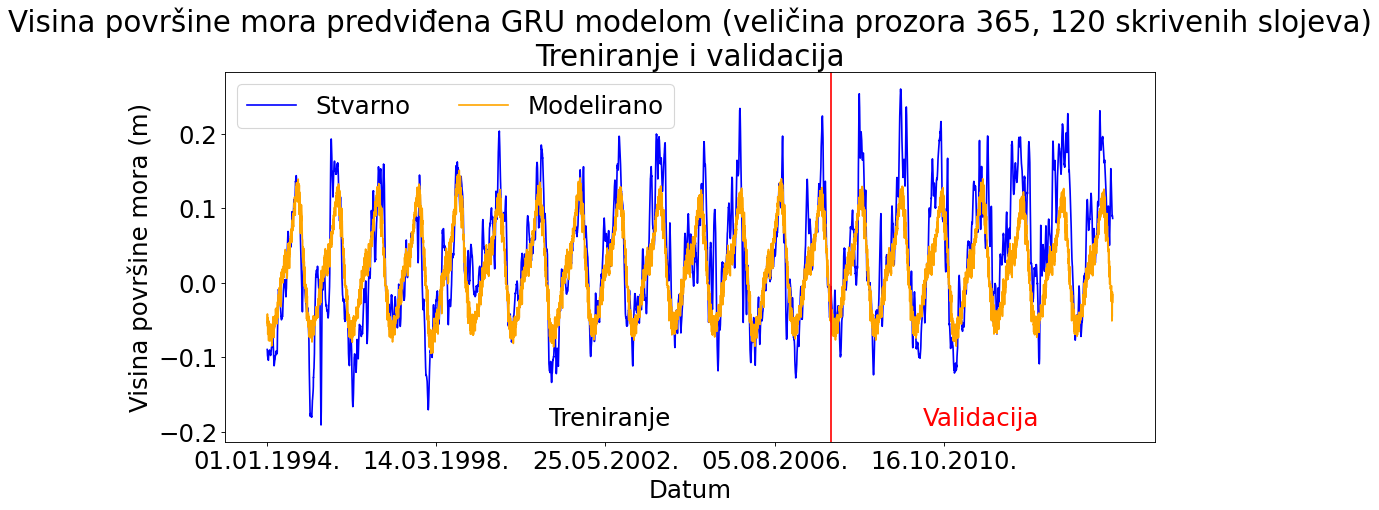 Visina površine mora predviđena GRU modelom (veličina prozora 365, 120 skrivenih slojeva)
Treniranje i validacija
Stvarno
Modelirano
Visina površine mora (m)
0.2
0.1
0.0
−0.1
−0.2
Treniranje
Validacija
01.01.1994.
14.03.1998.
25.05.2002.
05.08.2006.
16.10.2010.
Datum